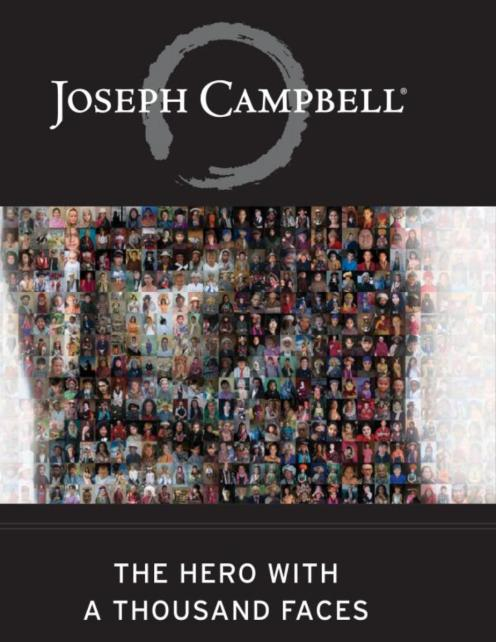 JOSEPH CAMPBELL®
THE HERO WITH
A THOUSAND FACES